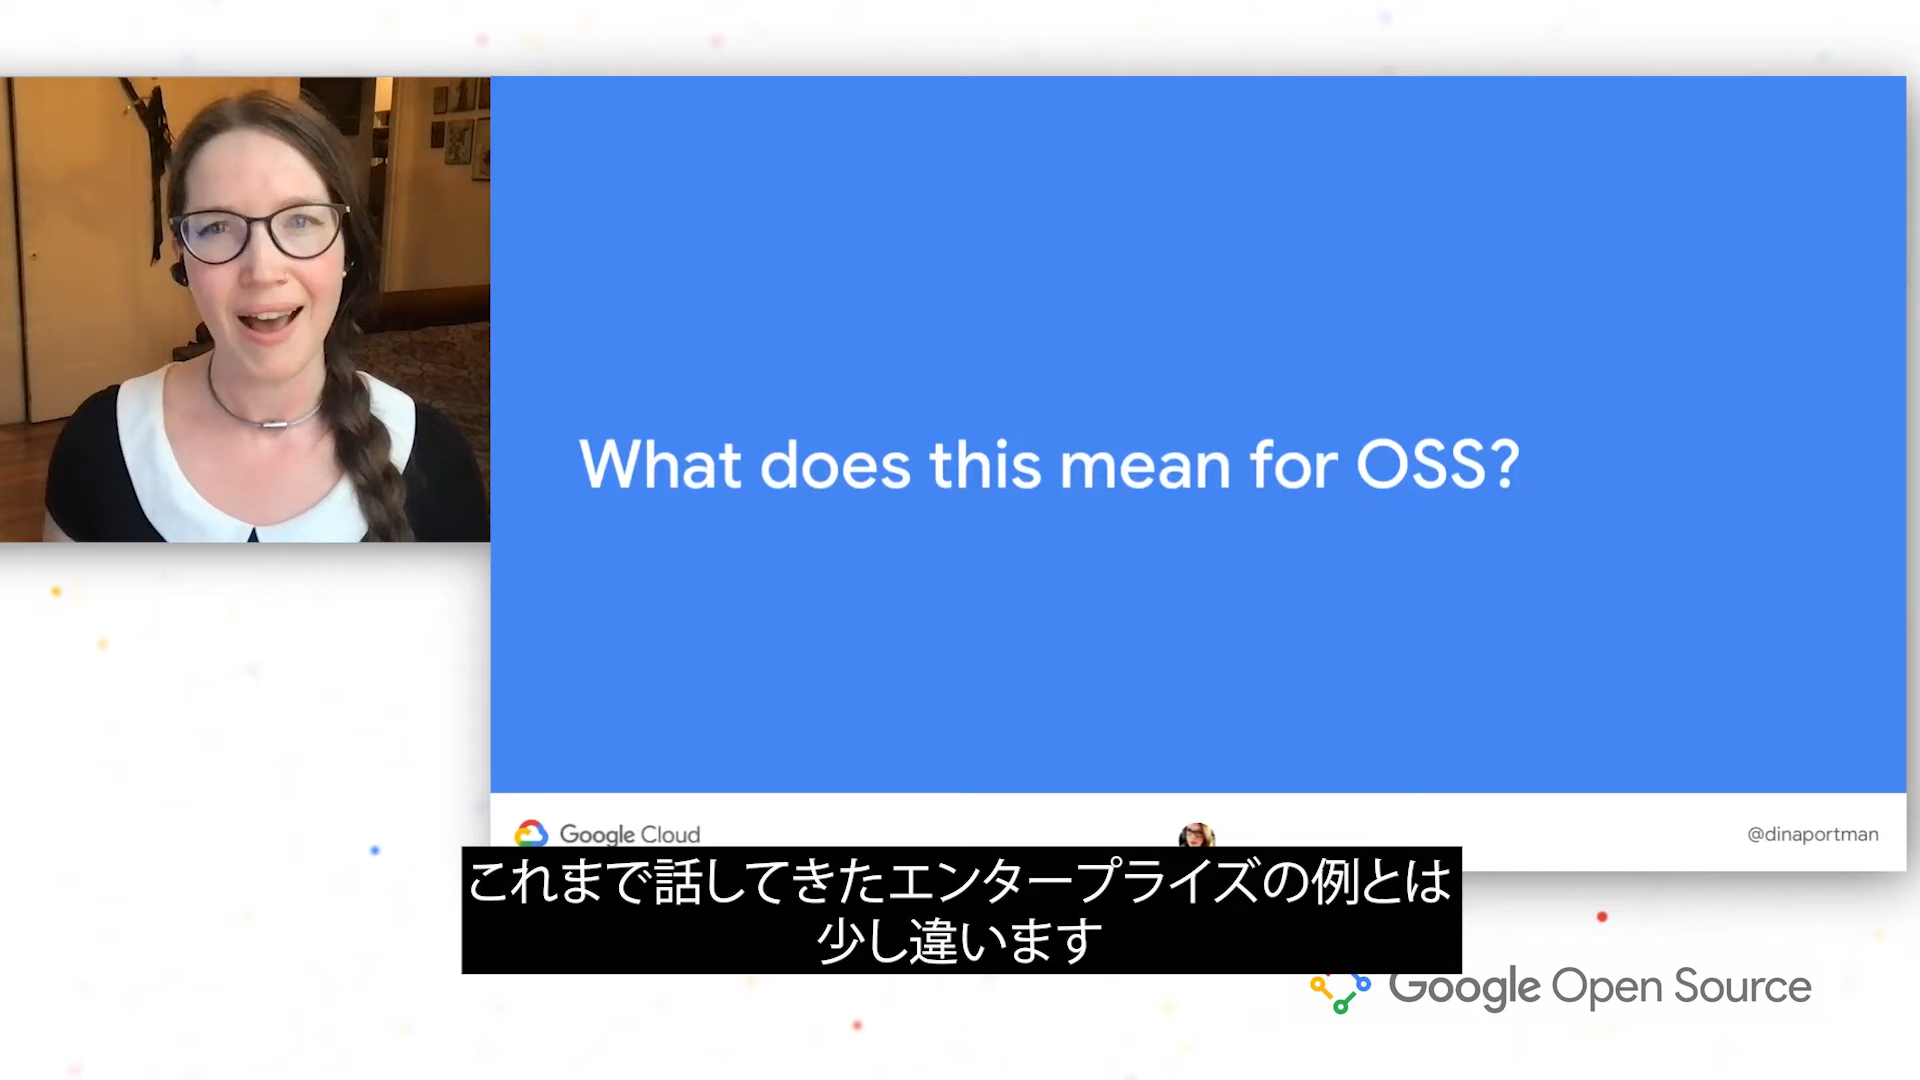 What does this mean for OSS?
Google Cloud
@dinaportman
これまで話してきたエンタープライズの例とは
少し違います
Google Open Source